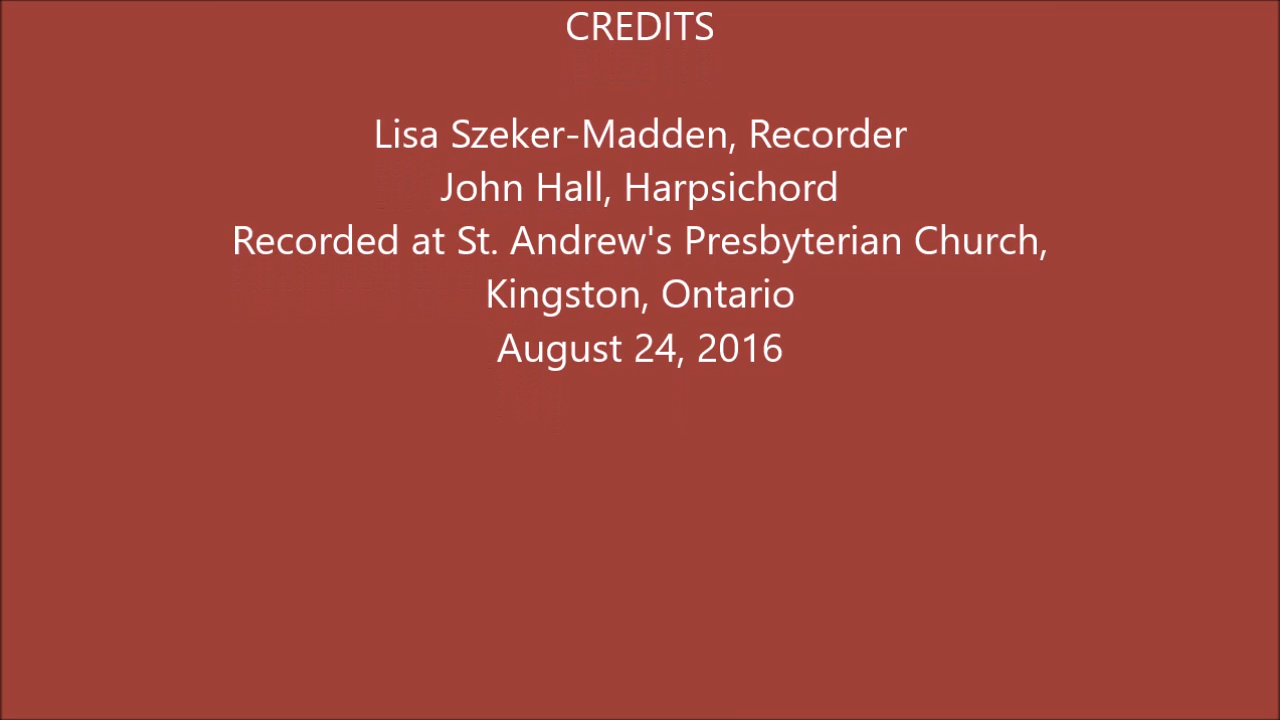 CREDITS
Lisa Szeker-Madden, Recorder
John Hall, Harpsichord
Recorded at St. Andrew's Presbyterian Church,
Kingston, Ontario
August 24, 2016